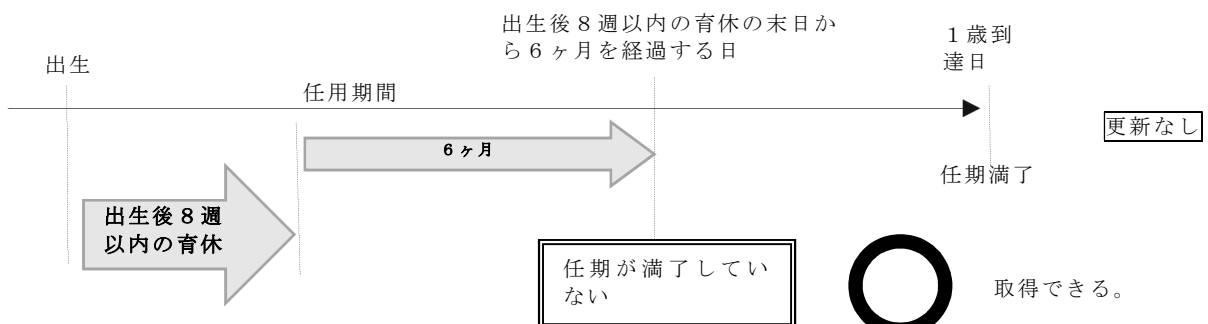 出生後８週以内の育休の末日か
ら６ヶ月を経過する日
１歳到
達日
出生
任用期間
更新なし
６ヶ月
任期満了
出生後８週
以内の育休
任期が満了してい
ない
取得できる。